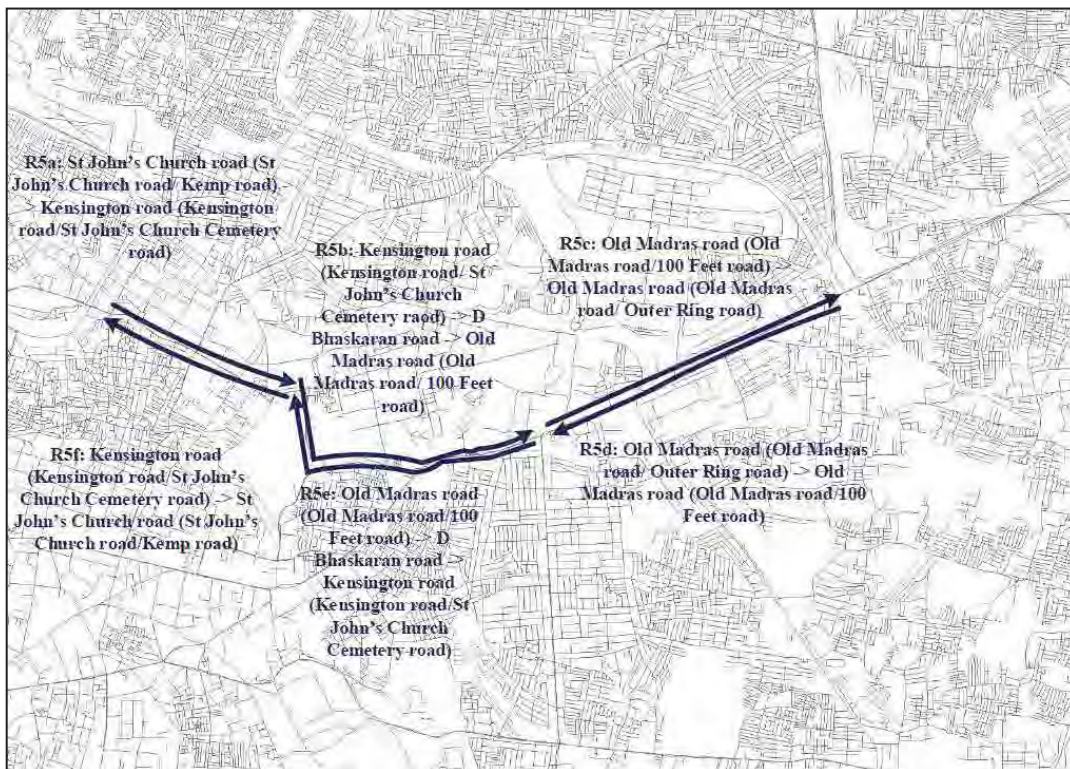 R5a: St John's Church road (St
John's Church road/ Kemp road) -
> Kensington road (Kensington
road/St John's Church Cemetery
road)
R5b: Kensington road
(Kensington road/ St
John's Church
Cemetery raod) -> D
Bhaskaran road -> Old
Madras road (Old
Madras road/ 100 Feet
road)
R5c: Old Madras road (Old
Madras road/100 Feet road) ->
Old Madras road (Old Madras
road/ Outer Ring road)
R5d: Old Madras road (Old Madras
road/ Outer Ring road) -> Old
Madras road (Old Madras road/100
Feet road)
R5e: Old Madras road
(Old Madras road/100
Feet road) -> D
Bhaskaran road ->
Kensington road
(Kensington road/St
John's Church
Cemetery road)
R5f: Kensington road
(Kensington road/St John's
Church Cemetery road) -> St
John's Church road (St John's
Church road/Kemp road)